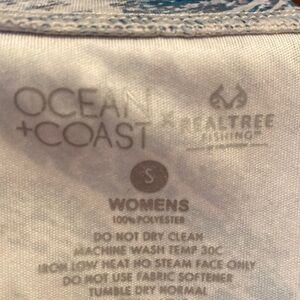 OCEAN
+COAST
×
REALTREE
FISHING™
S
WOMENS
100% POLYESTER
DO NOT DRY CLEAN
MACHINE WASH TEMP 30C
IRON LOW HEAT NO STEAM FACE ONLY
DO NOT USE FABRIC SOFTENER
TUMBLE DRY NORMAL